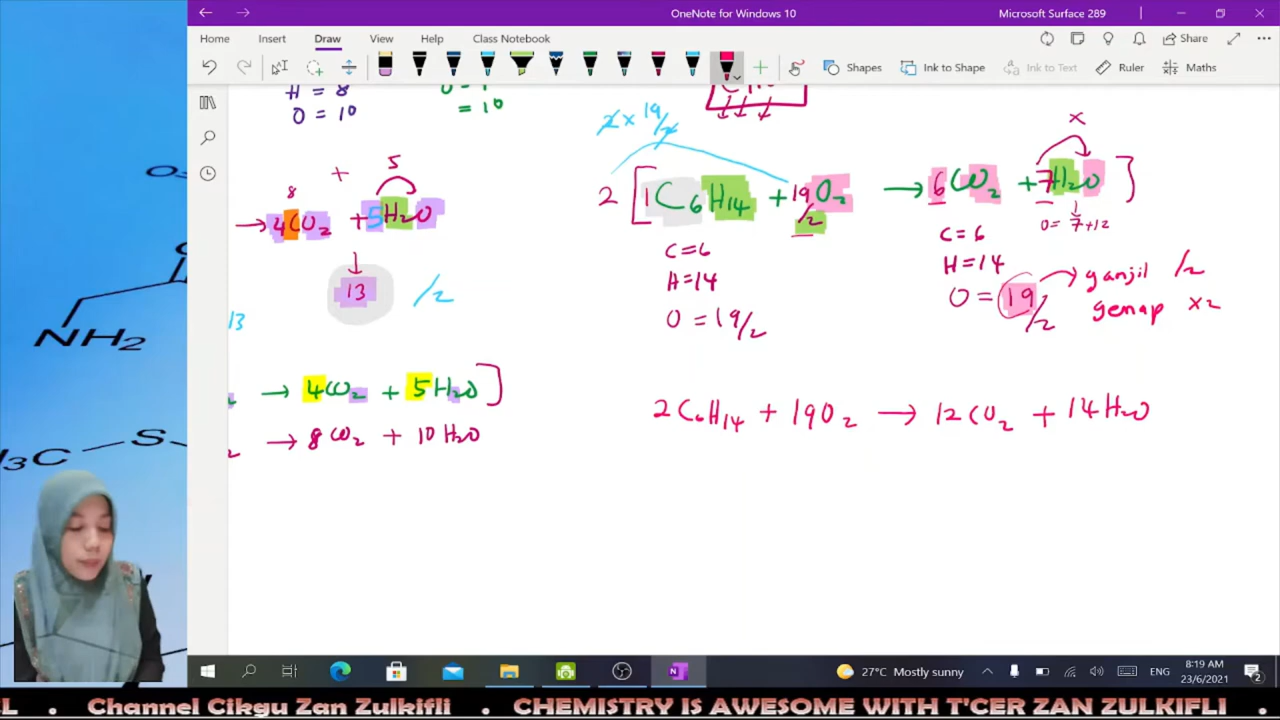 OneNote for Windows 10
Microsoft Surface 289
Home Insert Draw View Help Class Notebook
Share
Shapes
Ink to Shape
Ink to Text
Ruler
Maths
H = 8
O = 10
= 10
+
8
5
→ 4CO₂ + 5H₂O
13
/2
13
→ 4CO₂ + 5H₂O ]
→ 8CO₂ + 10H₂O
2 × 19/2
x
2 [ 1C₆H₁₄ + 19/2 O₂ → 6CO₂ + 7H₂O ]
C = 6
H = 14
O = 19/2
O = 7 + 12
C = 6
H = 14
O = 19/2
ganjil /2
genap x2
2C₆H₁₄ + 19O₂ → 12CO₂ + 14H₂O
NH₂
S
27°C Mostly sunny
ENG
8:19 AM
23/6/2021
2
L • Channel Cikgu Zan Zulkifli • CHEMISTRY IS AWESOME WITH T'CER ZAN ZULKIFLI •